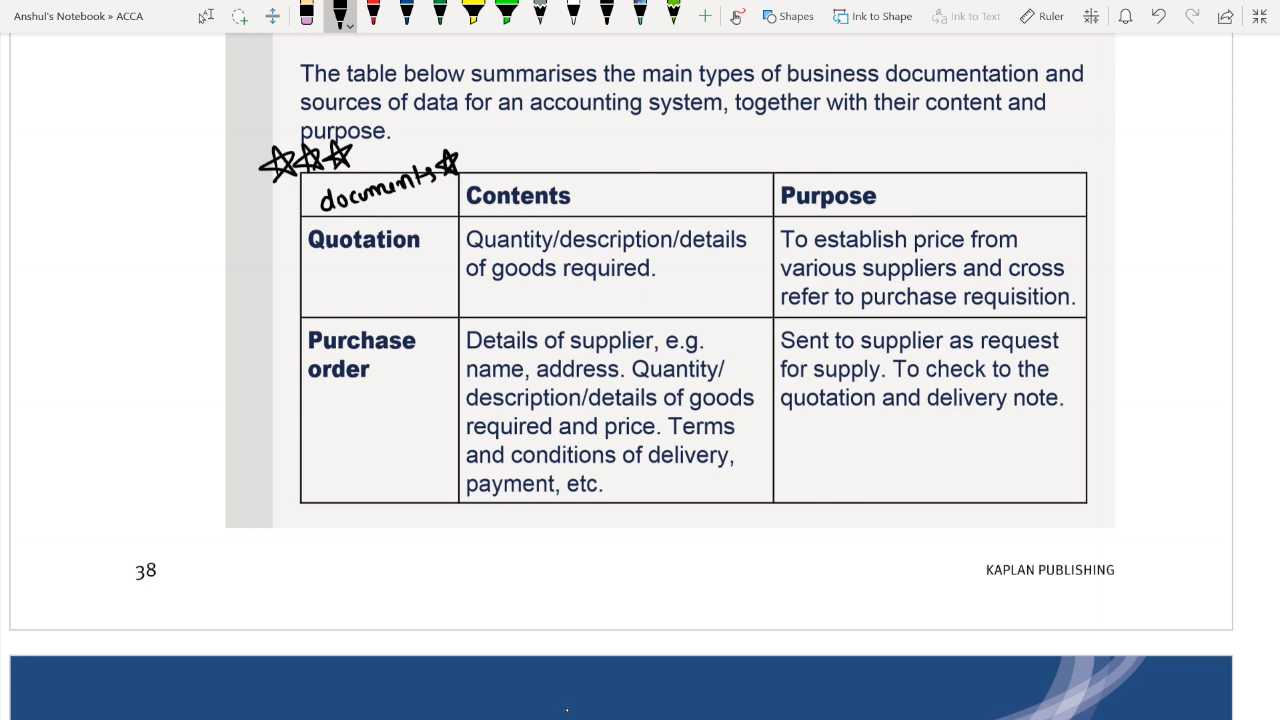 Anshul's Notebook » ACCA
Shapes
Ink to Shape
Ink to Text
Ruler
The table below summarises the main types of business documentation and
sources of data for an accounting system, together with their content and
purpose.
documents
Contents
Purpose
Quotation
Quantity/description/details
of goods required.
To establish price from
various suppliers and cross
refer to purchase requisition.
Purchase
order
Details of supplier, e.g.
name, address. Quantity/
description/details of goods
required and price. Terms
and conditions of delivery,
payment, etc.
Sent to supplier as request
for supply. To check to the
quotation and delivery note.
38
KAPLAN PUBLISHING